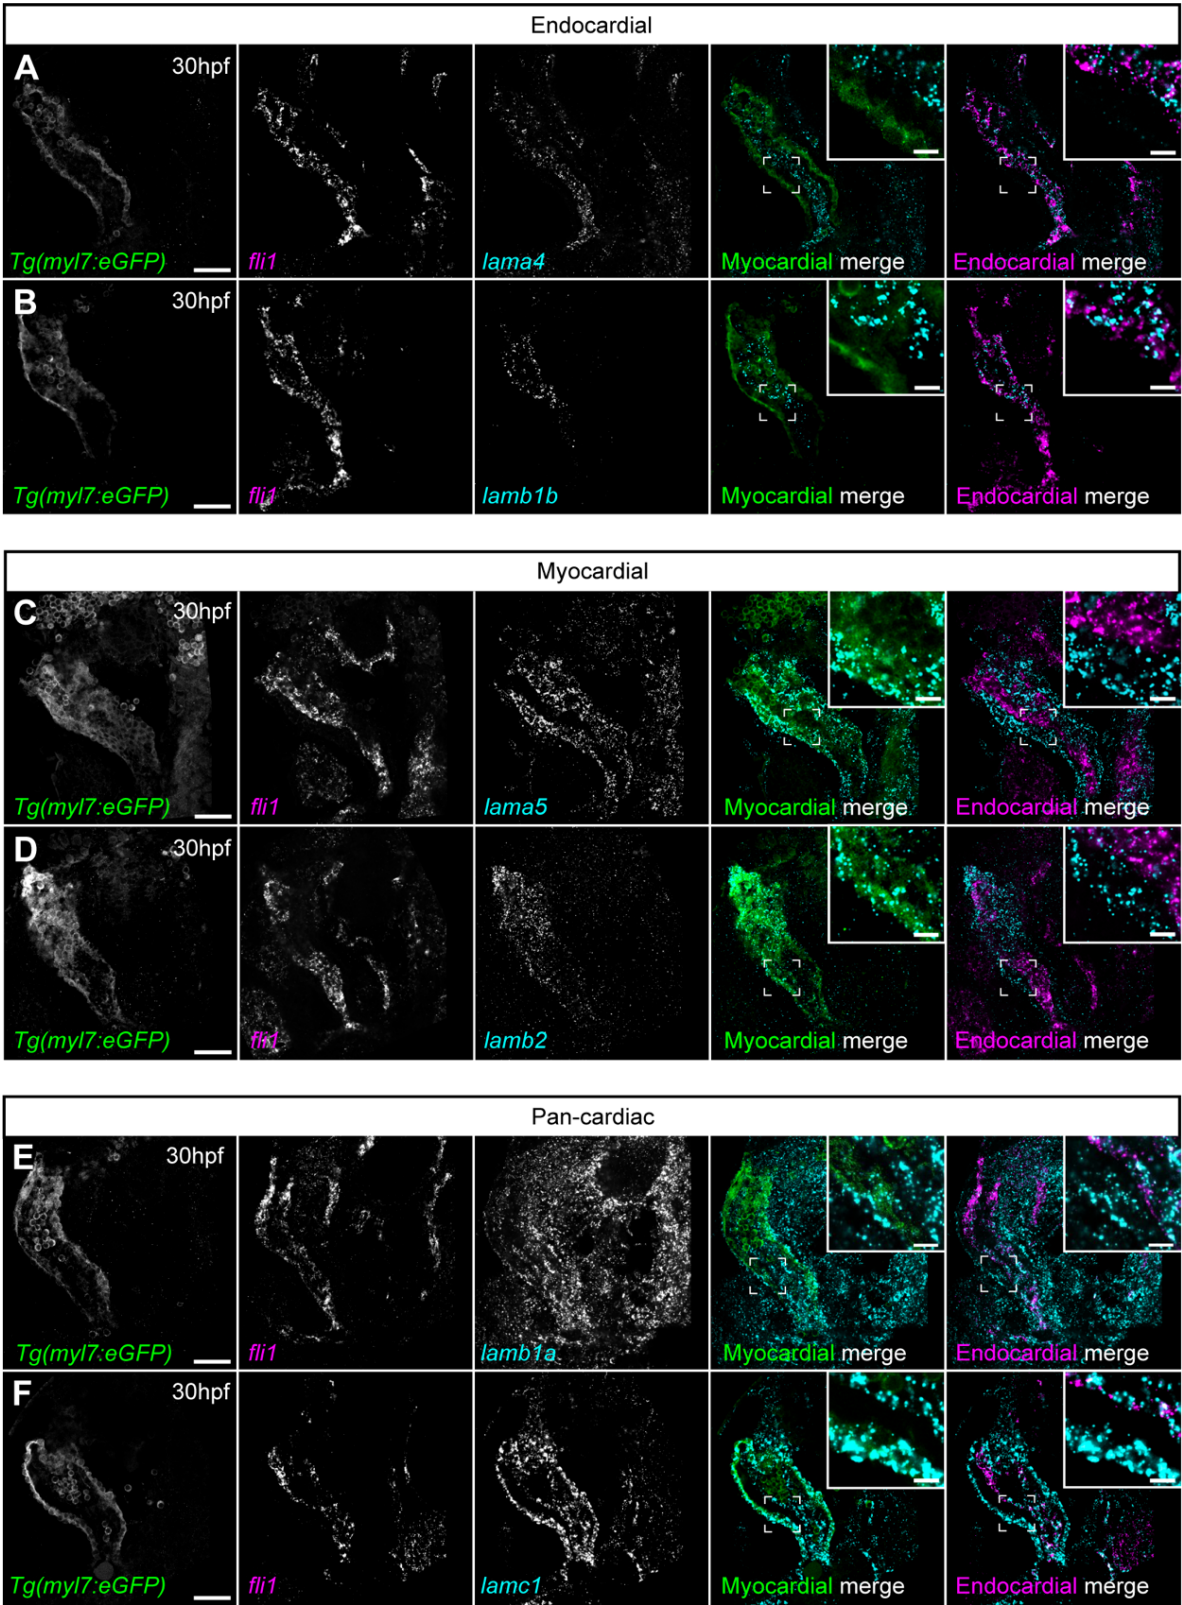 Endocardial
A 30hpf
Tg(myl7:eGFP) fli1 lama4 Myocardial merge Endocardial merge
B 30hpf
Tg(myl7:eGFP) fli1 lamb1b Myocardial merge Endocardial merge
Myocardial
C 30hpf
Tg(myl7:eGFP) fli1 lama5 Myocardial merge Endocardial merge
D 30hpf
Tg(myl7:eGFP) fli1 lamb2 Myocardial merge Endocardial merge
Pan-cardiac
E 30hpf
Tg(myl7:eGFP) fli1 lamb1a Myocardial merge Endocardial merge
F 30hpf
Tg(myl7:eGFP) fli1 lamc1 Myocardial merge Endocardial merge